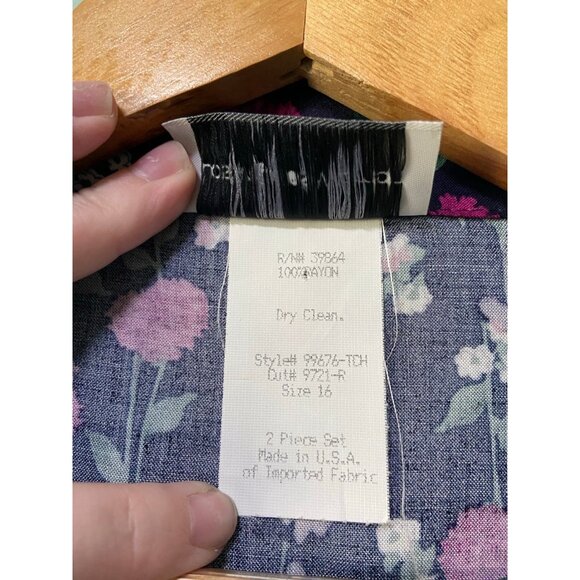 R/N# 39864
100% RAYON
Dry Clean.
Style# 99676-TCH
Cut# 9721-R
Size 16
2 Piece Set
Made in U.S.A.
of Imported Fabric